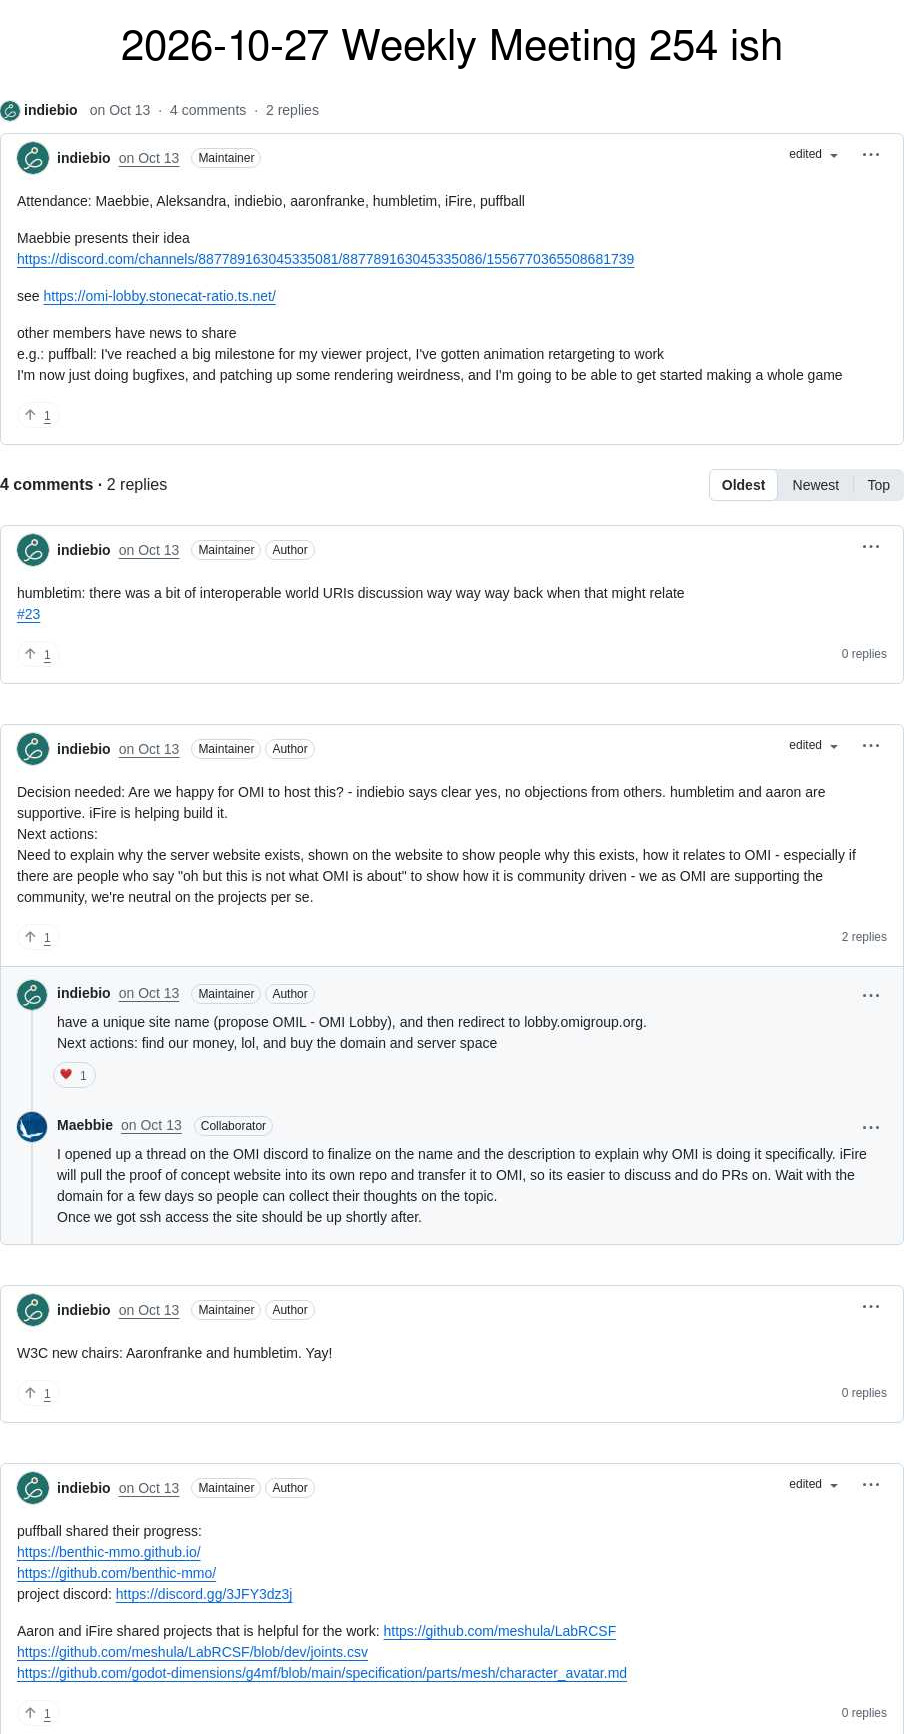 2026-10-27 Weekly Meeting 254 ish
indiebio on Oct 13 · 4 comments · 2 replies
indiebio on Oct 13 Maintainer edited
Attendance: Maebbie, Aleksandra, indiebio, aaronfranke, humbletim, iFire, puffball
Maebbie presents their idea
https://discord.com/channels/887789163045335081/887789163045335086/1556770365508681739
see https://omi-lobby.stonecat-ratio.ts.net/
other members have news to share
e.g.: puffball: I've reached a big milestone for my viewer project, I've gotten animation retargeting to work
I'm now just doing bugfixes, and patching up some rendering weirdness, and I'm going to be able to get started making a whole game
1
4 comments · 2 replies
Oldest Newest Top
indiebio on Oct 13 Maintainer Author
humbletim: there was a bit of interoperable world URIs discussion way way way back when that might relate
#23
1 0 replies
indiebio on Oct 13 Maintainer Author edited
Decision needed: Are we happy for OMI to host this? - indiebio says clear yes, no objections from others. humbletim and aaron are
supportive. iFire is helping build it.
Next actions:
Need to explain why the server website exists, shown on the website to show people why this exists, how it relates to OMI - especially if
there are people who say "oh but this is not what OMI is about" to show how it is community driven - we as OMI are supporting the
community, we're neutral on the projects per se.
1 2 replies
indiebio on Oct 13 Maintainer Author
have a unique site name (propose OMIL - OMI Lobby), and then redirect to lobby.omigroup.org.
Next actions: find our money, lol, and buy the domain and server space
1
Maebbie on Oct 13 Collaborator
I opened up a thread on the OMI discord to finalize on the name and the description to explain why OMI is doing it specifically. iFire
will pull the proof of concept website into its own repo and transfer it to OMI, so its easier to discuss and do PRs on. Wait with the
domain for a few days so people can collect their thoughts on the topic.
Once we got ssh access the site should be up shortly after.
indiebio on Oct 13 Maintainer Author
W3C new chairs: Aaronfranke and humbletim. Yay!
1 0 replies
indiebio on Oct 13 Maintainer Author edited
puffball shared their progress:
https://benthic-mmo.github.io/
https://github.com/benthic-mmo/
project discord: https://discord.gg/3JFY3dz3j
Aaron and iFire shared projects that is helpful for the work: https://github.com/meshula/LabRCSF
https://github.com/meshula/LabRCSF/blob/dev/joints.csv
https://github.com/godot-dimensions/g4mf/blob/main/specification/parts/mesh/character_avatar.md
1 0 replies